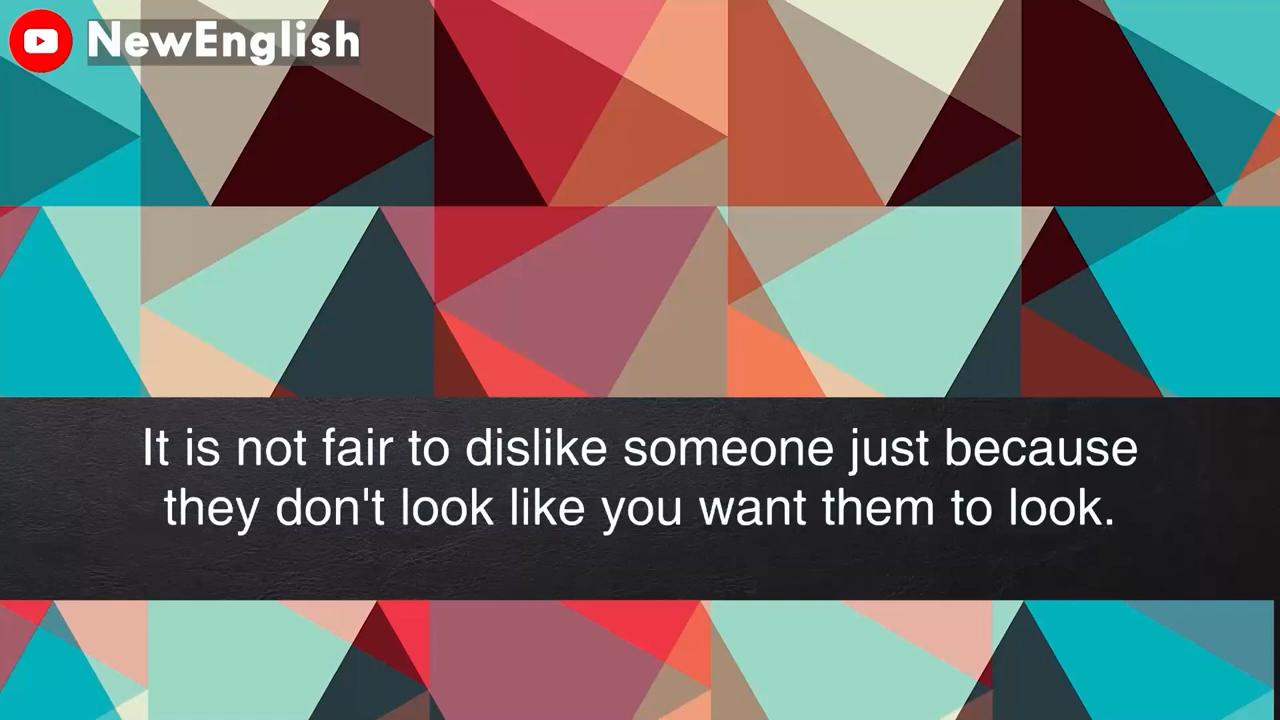 NewEnglish
It is not fair to dislike someone just because
they don't look like you want them to look.